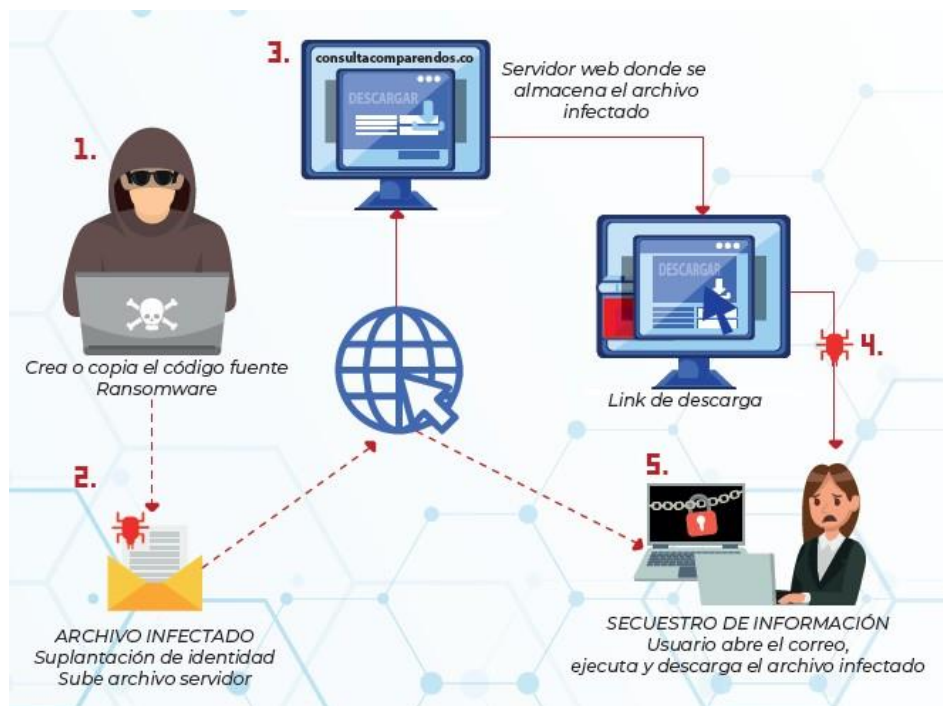 1.
Crea o copia el código fuente
Ransomware
2.
ARCHIVO INFECTADO
Suplantación de identidad
Sube archivo servidor
3.
consultacomparendos.co
DESCARGAR
Servidor web donde se
almacena el archivo
infectado
DESCARGAR
Link de descarga
4.
5.
SECUESTRO DE INFORMACIÓN
Usuario abre el correo,
ejecuta y descarga el archivo infectado